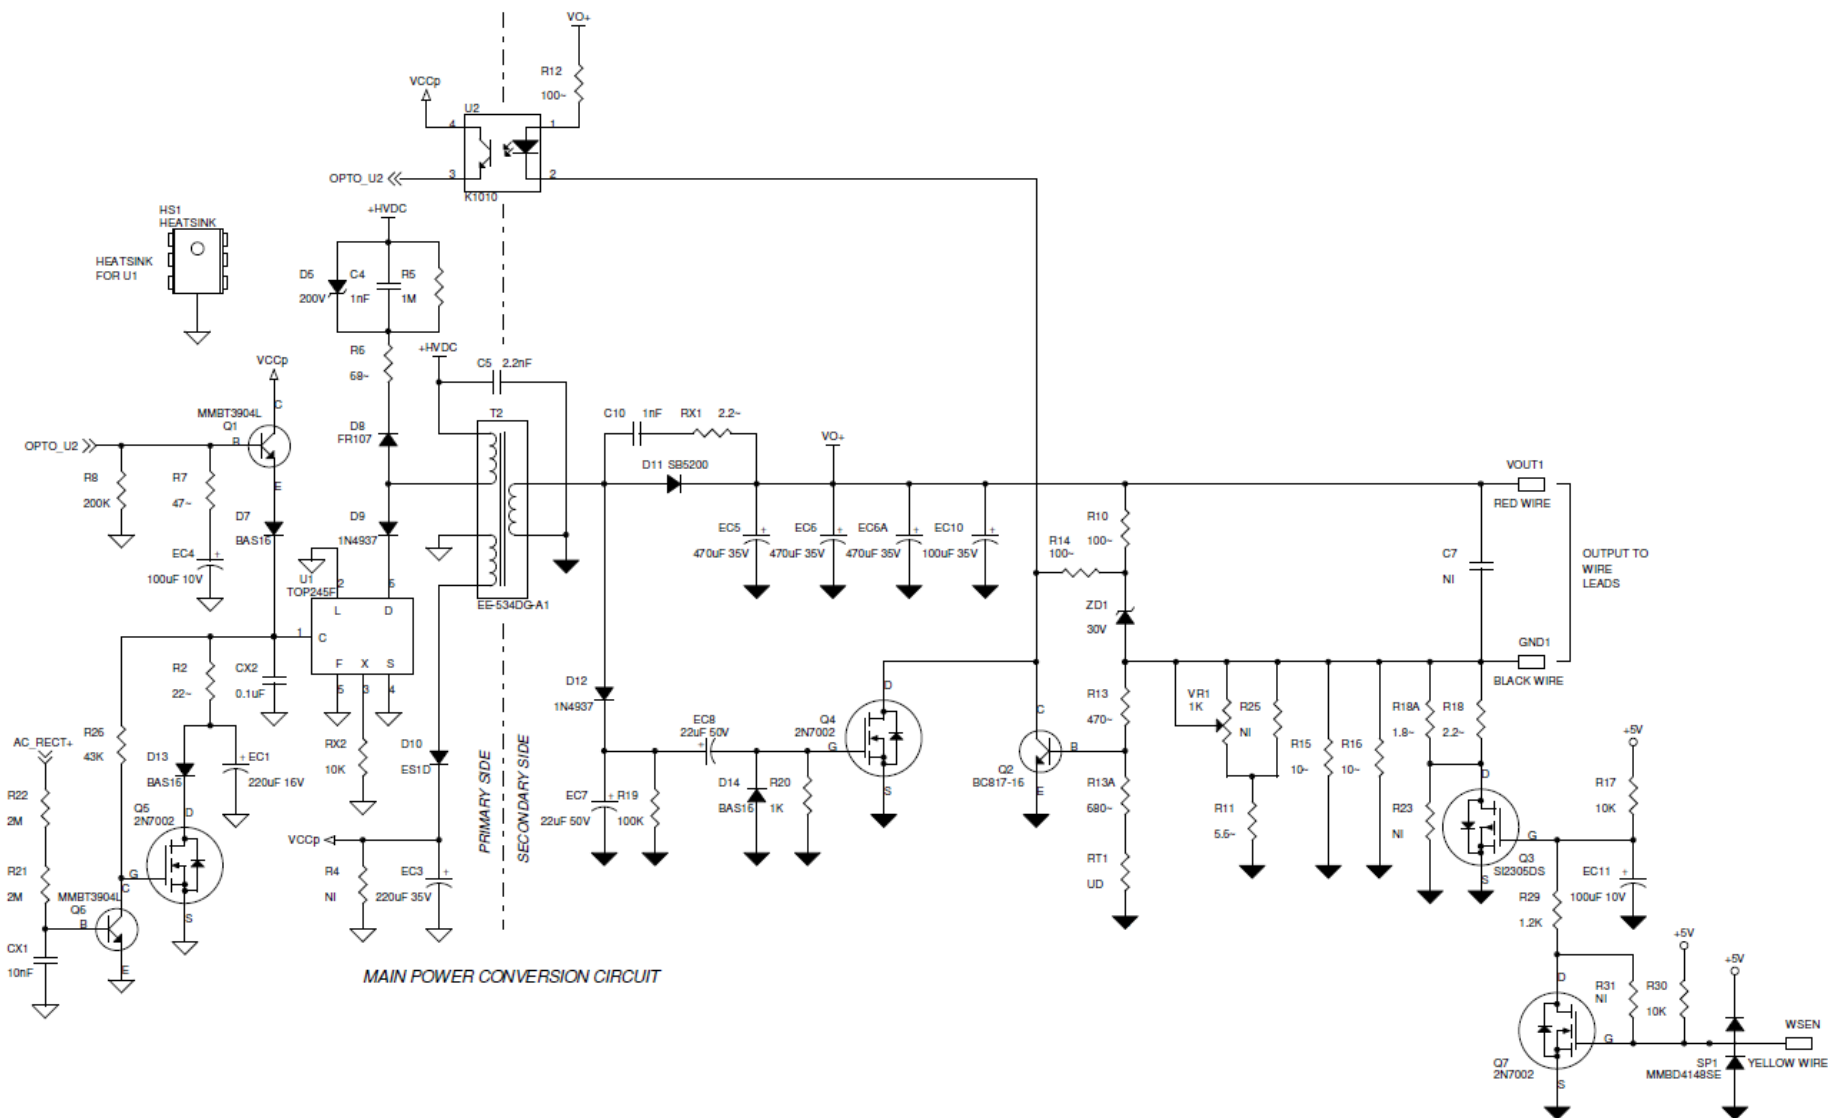 VO+
R12
100~
VCCp
U2
4
1
OPTO_U2
3
2
K1010
HS1
HEATSINK
HEATSINK
FOR U1
+HVDC
D5
200V
C4
1nF
R5
1M
R6
68~
+HVDC
C5
2.2nF
VCCp
C
MMBT3904L
Q1
B
OPTO_U2
E
R8
200K
R7
47~
D7
BAS16
EC4
100uF 10V
D8
FR107
D9
1N4937
T2
EE-534DG-A1
C10
1nF
RX1
2.2~
D11 SB5200
VO+
EC5
470uF 35V
EC6
470uF 35V
EC6A
470uF 35V
EC10
100uF 35V
R10
100~
R14
100~
ZD1
30V
VOUT1
RED WIRE
C7
NI
OUTPUT TO
WIRE
LEADS
GND1
BLACK WIRE
U1
TOP245F
2
L
D
1
C
F
X
S
5
3
4
R2
22~
CX2
0.1uF
R26
43K
AC_RECT+
D13
BAS16
EC1
220uF 16V
R22
2M
R21
2M
Q5
2N7002
D
G
S
MMBT3904L
Q6
C
B
E
CX1
10nF
RX2
10K
D10
ES1D
VCCp
R4
NI
EC3
220uF 35V
PRIMARY SIDE
SECONDARY SIDE
D12
1N4937
EC7
22uF 50V
R19
100K
EC8
22uF 50V
D14
BAS16
R20
1K
Q4
2N7002
D
G
S
C
B
E
Q2
BC817-16
R13
470~
R13A
680~
RT1
UD
VR1
1K
R25
NI
R11
5.6~
R15
10~
R16
10~
R18A
1.8~
R18
2.2~
R23
NI
D
G
S
Q3
SI2305DS
+5V
R17
10K
EC11
100uF 10V
R29
1.2K
+5V
+5V
R31
NI
R30
10K
D
G
S
Q7
2N7002
SP1
MMBD4148SE
WSEN
YELLOW WIRE
MAIN POWER CONVERSION CIRCUIT